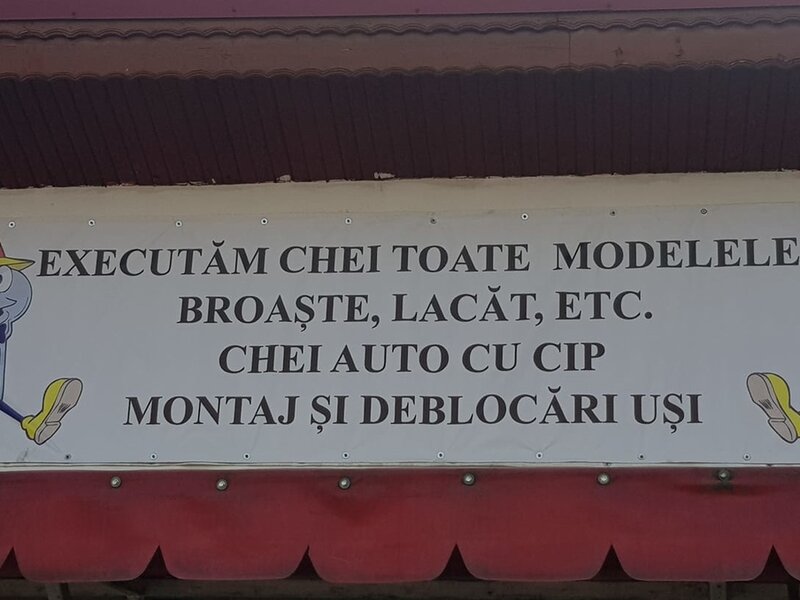 EXECUTĂM CHEI TOATE MODELELE
BROAȘTE, LACĂT, ETC.
CHEI AUTO CU CIP
MONTAJ ȘI DEBLOCĂRI UȘI